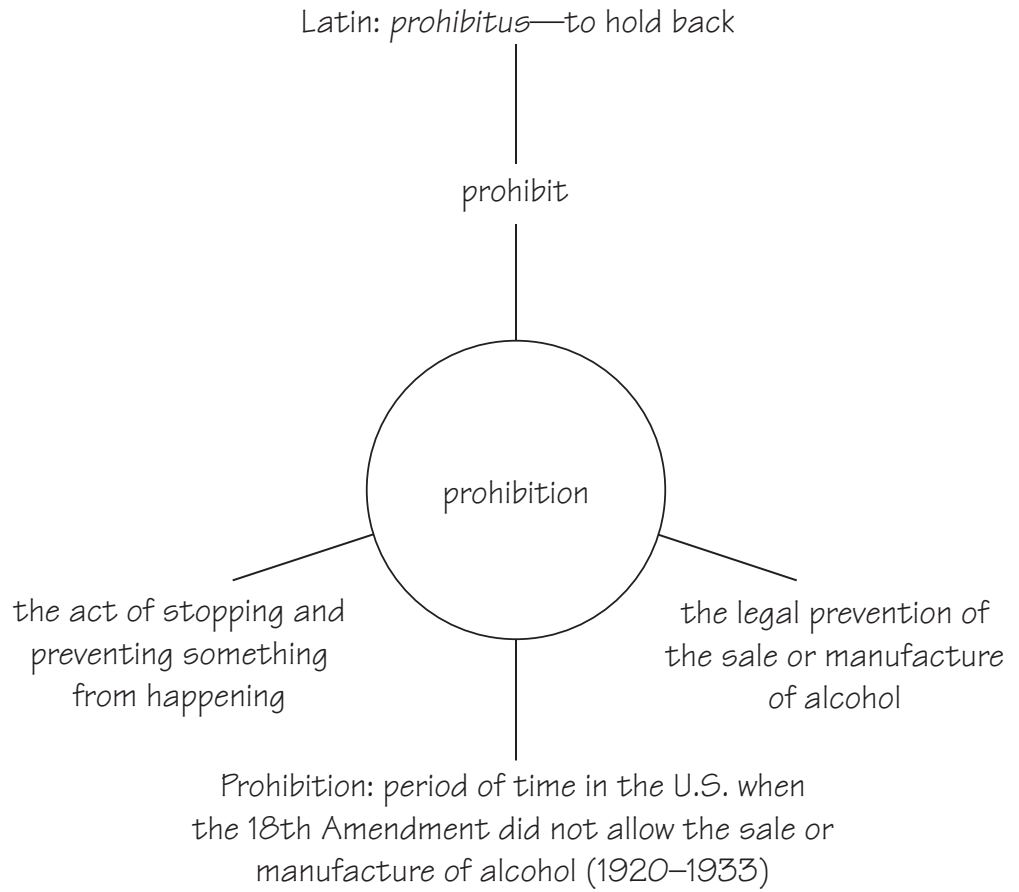 Latin: prohibitus—to hold back
prohibit
prohibition
the act of stopping and
preventing something
from happening
the legal prevention of
the sale or manufacture
of alcohol
Prohibition: period of time in the U.S. when
the 18th Amendment did not allow the sale or
manufacture of alcohol (1920–1933)